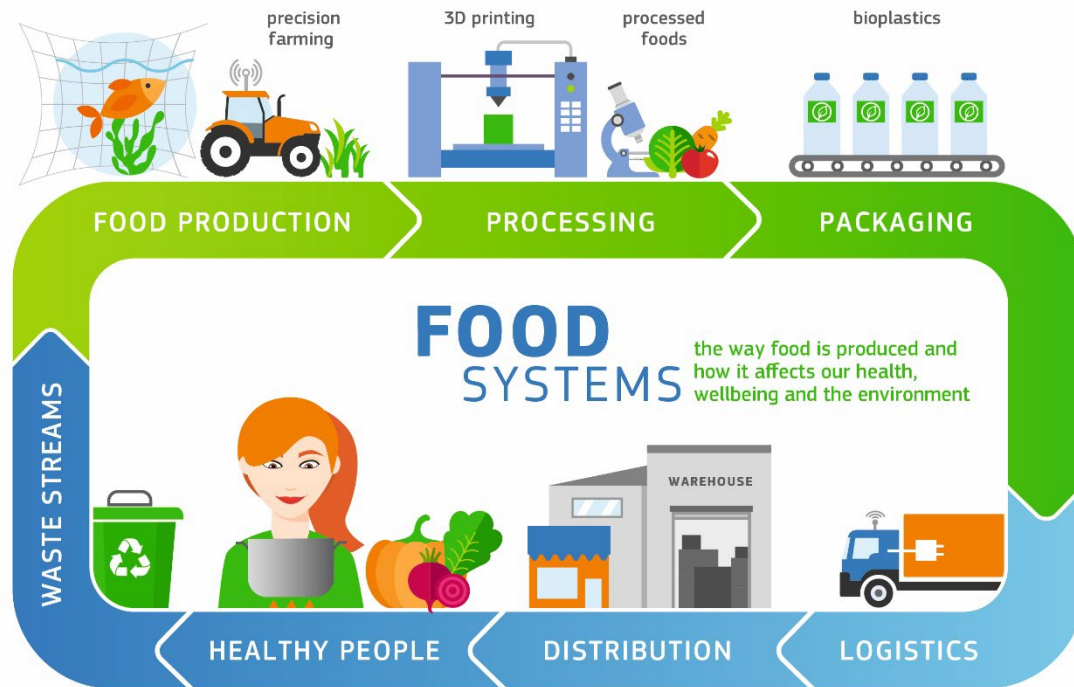 precision
farming
3D printing
processed
foods
bioplastics
FOOD PRODUCTION
PROCESSING
PACKAGING
FOOD
SYSTEMS
the way food is produced and
how it affects our health,
wellbeing and the environment
WAREHOUSE
WASTE STREAMS
HEALTHY PEOPLE
DISTRIBUTION
LOGISTICS